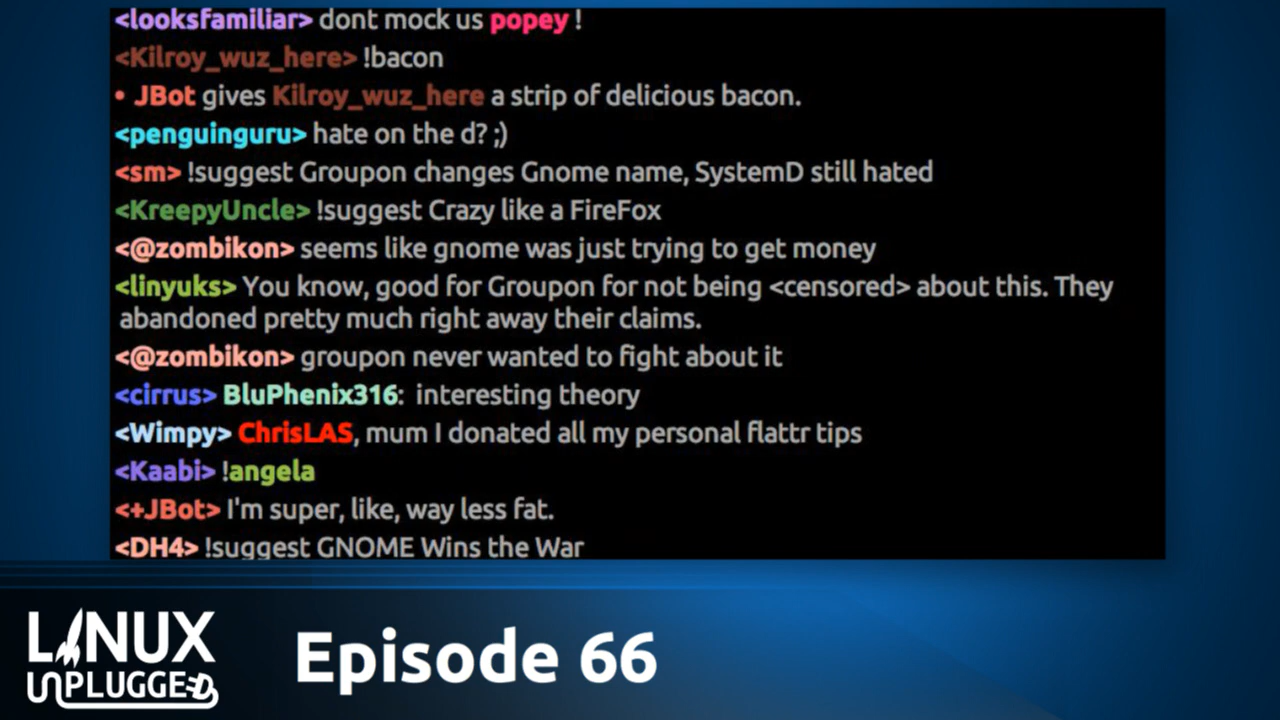 <looksfamiliar> dont mock us popey !
<Kilroy_wuz_here> !bacon
• JBot gives Kilroy_wuz_here a strip of delicious bacon.
<penguinguru> hate on the d? ;)
<sm> !suggest Groupon changes Gnome name, SystemD still hated
<KreepyUncle> !suggest Crazy like a FireFox
<@zombikon> seems like gnome was just trying to get money
<linyuks> You know, good for Groupon for not being <censored> about this. They
abandoned pretty much right away their claims.
<@zombikon> groupon never wanted to fight about it
<cirrus> BluPhenix316:  interesting theory
<Wimpy> ChrisLAS, mum I donated all my personal flattr tips
<Kaabi> !angela
<+JBot> I'm super, like, way less fat.
<DH4> !suggest GNOME Wins the War
LINUX
UNPLUGGED
Episode 66